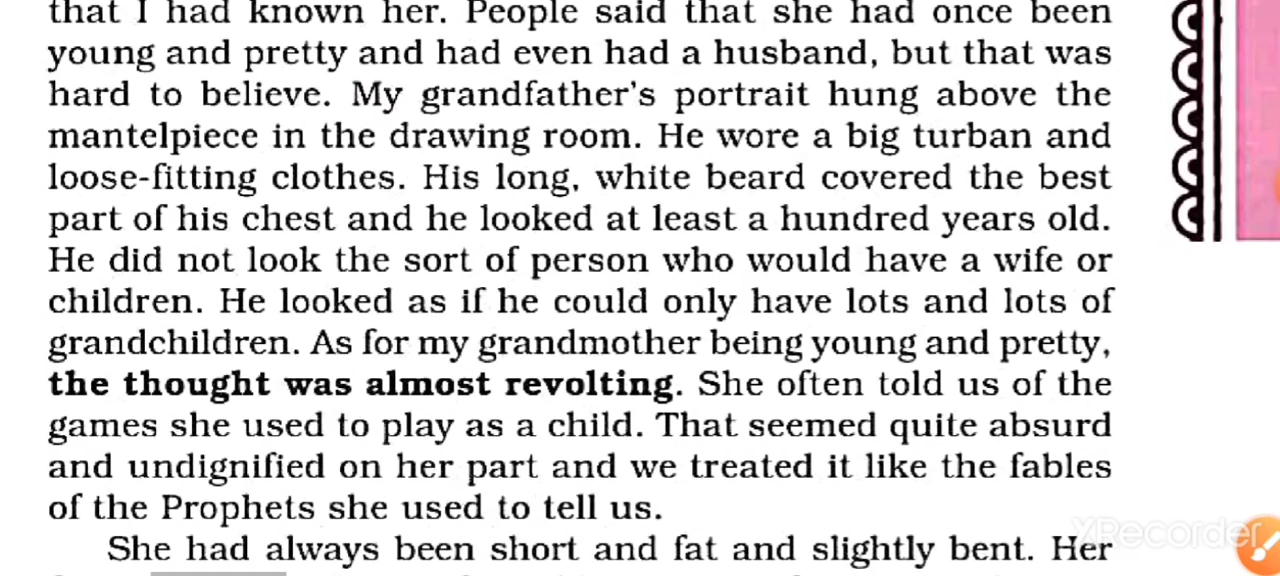 that I had known her. People said that she had once been
young and pretty and had even had a husband, but that was
hard to believe. My grandfather's portrait hung above the
mantelpiece in the drawing room. He wore a big turban and
loose-fitting clothes. His long, white beard covered the best
part of his chest and he looked at least a hundred years old.
He did not look the sort of person who would have a wife or
children. He looked as if he could only have lots and lots of
grandchildren. As for my grandmother being young and pretty,
the thought was almost revolting. She often told us of the
games she used to play as a child. That seemed quite absurd
and undignified on her part and we treated it like the fables
of the Prophets she used to tell us.
She had always been short and fat and slightly bent. Her
XRecorder